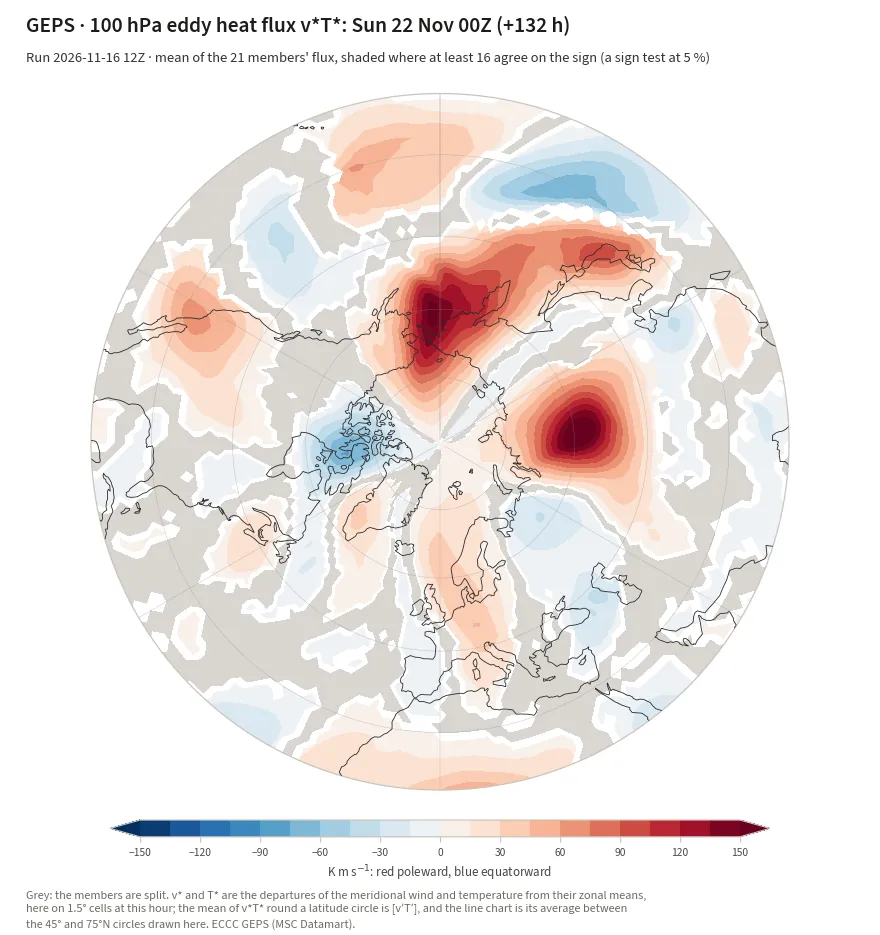 GEPS · 100 hPa eddy heat flux v*T*: Sun 22 Nov 00Z (+132 h)
Run 2026-11-16 12Z · mean of the 21 members' flux, shaded where at least 16 agree on the sign (a sign test at 5 %)
−150 −120 −90 −60 −30 0 30 60 90 120 150
K m s⁻¹: red poleward, blue equatorward
Grey: the members are split. v* and T* are the departures of the meridional wind and temperature from their zonal means,
here on 1.5° cells at this hour; the mean of v*T* round a latitude circle is [v'T'], and the line chart is its average between
the 45° and 75°N circles drawn here. ECCC GEPS (MSC Datamart).